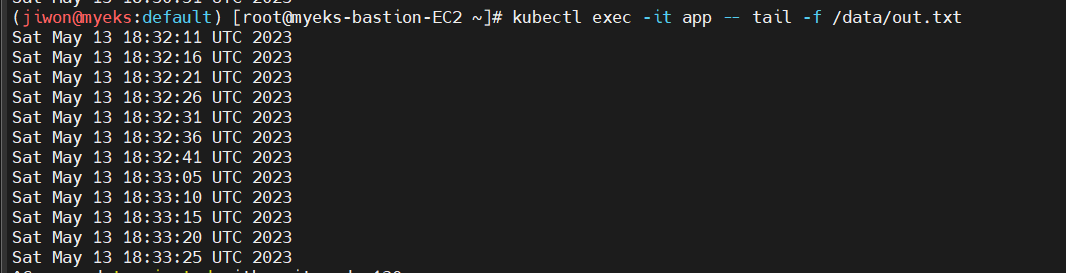 (jiwon@myeks:default) [root@myeks-bastion-EC2 ~]# kubectl exec -it app -- tail -f /data/out.txt
Sat May 13 18:32:11 UTC 2023
Sat May 13 18:32:16 UTC 2023
Sat May 13 18:32:21 UTC 2023
Sat May 13 18:32:26 UTC 2023
Sat May 13 18:32:31 UTC 2023
Sat May 13 18:32:36 UTC 2023
Sat May 13 18:32:41 UTC 2023
Sat May 13 18:33:05 UTC 2023
Sat May 13 18:33:10 UTC 2023
Sat May 13 18:33:15 UTC 2023
Sat May 13 18:33:20 UTC 2023
Sat May 13 18:33:25 UTC 2023